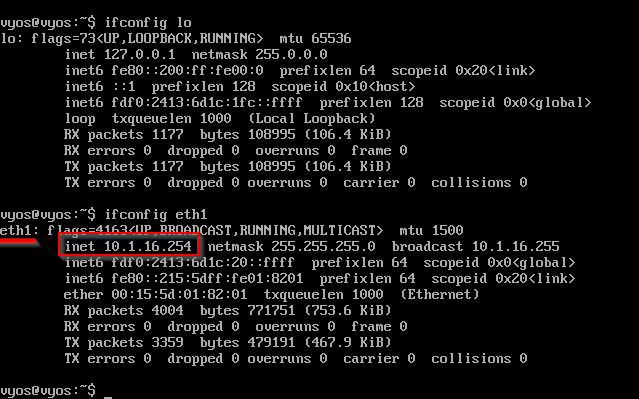 vyos@vyos:~$ ifconfig lo
lo: flags=73<UP,LOOPBACK,RUNNING>  mtu 65536
inet 127.0.0.1  netmask 255.0.0.0
inet6 fe80::200:ff:fe00:0  prefixlen 64  scopeid 0x20<link>
inet6 ::1  prefixlen 128  scopeid 0x10<host>
inet6 fdf0:2413:6d1c:1fc::ffff  prefixlen 128  scopeid 0x0<global>
loop  txqueuelen 1000  (Local Loopback)
RX packets 1177  bytes 108995 (106.4 KiB)
RX errors 0  dropped 0  overruns 0  frame 0
TX packets 1177  bytes 108995 (106.4 KiB)
TX errors 0  dropped 0 overruns 0  carrier 0  collisions 0
vyos@vyos:~$ ifconfig eth1
eth1: flags=4163<UP,BROADCAST,RUNNING,MULTICAST>  mtu 1500
inet 10.1.16.254  netmask 255.255.255.0  broadcast 10.1.16.255
inet6 fdf0:2413:6d1c:20::ffff  prefixlen 64  scopeid 0x0<global>
inet6 fe80::215:5dff:fe01:8201  prefixlen 64  scopeid 0x20<link>
ether 00:15:5d:01:82:01  txqueuelen 1000  (Ethernet)
RX packets 4004  bytes 771751 (753.6 KiB)
RX errors 0  dropped 0  overruns 0  frame 0
TX packets 3359  bytes 479191 (467.9 KiB)
TX errors 0  dropped 0 overruns 0  carrier 0  collisions 0
vyos@vyos:~$ _